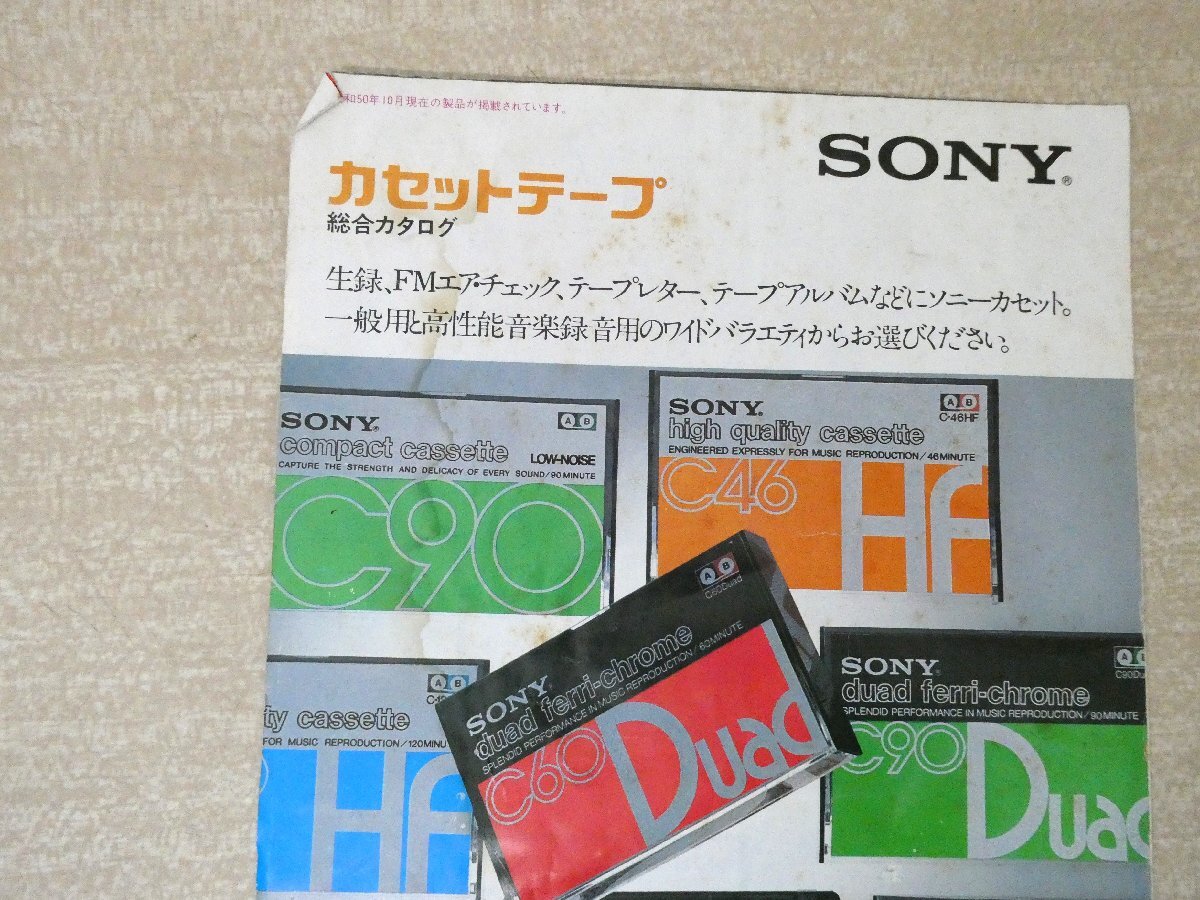 和50年10月現在の製品が掲載されています。
SONY®
カセットテープ
総合カタログ
生録、FMエア・チェック、テープレター、テープアルバムなどにソニーカセット。
一般用と高性能音楽録音用のワイドバラエティからお選びください。
SONY®
A B
compact cassette
LOW-NOISE
CAPTURE THE STRENGTH AND DELICACY OF EVERY SOUND/90 MINUTE
C90
SONY®
A B
C-46HF
high quality cassette
ENGINEERED EXPRESSLY FOR MUSIC REPRODUCTION/46MINUTE
C46
HF
A B
ty cassette
FOR MUSIC REPRODUCTION/120MINU
HF
A B
C60Duad
SONY®
duad ferri-chrome
SPLENDID PERFORMANCE IN MUSIC REPRODUCTION/60MINUTE
C60
Duad
SONY®
C90Du
duad ferri-chrome
SPLENDID PERFORMANCE IN MUSIC REPRODUCTION/90MINUTE
C90
Duad